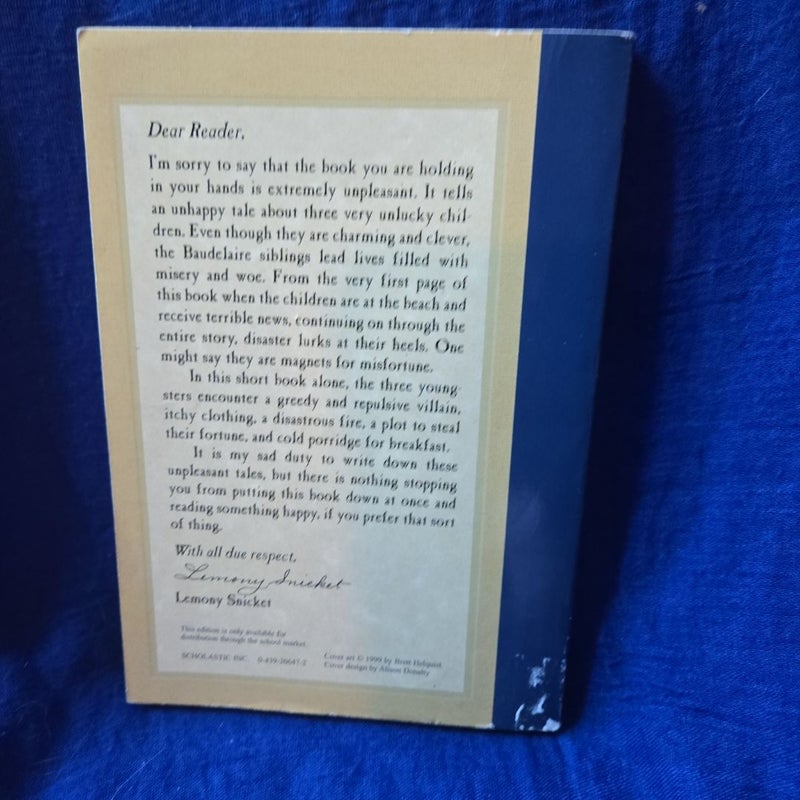 Dear Reader,
I'm sorry to say that the book you are holding
in your hands is extremely unpleasant. It tells
an unhappy tale about three very unlucky chil-
dren. Even though they are charming and clever,
the Baudelaire siblings lead lives filled with
misery and woe. From the very first page of
this book when the children are at the beach and
receive terrible news, continuing on through the
entire story, disaster lurks at their heels. One
might say they are magnets for misfortune.
In this short book alone, the three young-
sters encounter a greedy and repulsive villain,
itchy clothing, a disastrous fire, a plot to steal
their fortune, and cold porridge for breakfast.
It is my sad duty to write down these
unpleasant tales, but there is nothing stopping
you from putting this book down at once and
reading something happy, if you prefer that sort
of thing.
With all due respect,
Lemony Snicket
Lemony Snicket
This edition is only available for
distribution through the school market.
SCHOLASTIC INC. 0-439-20647-2
Cover art © 1999 by Brett Helquist
Cover design by Alison Donalty